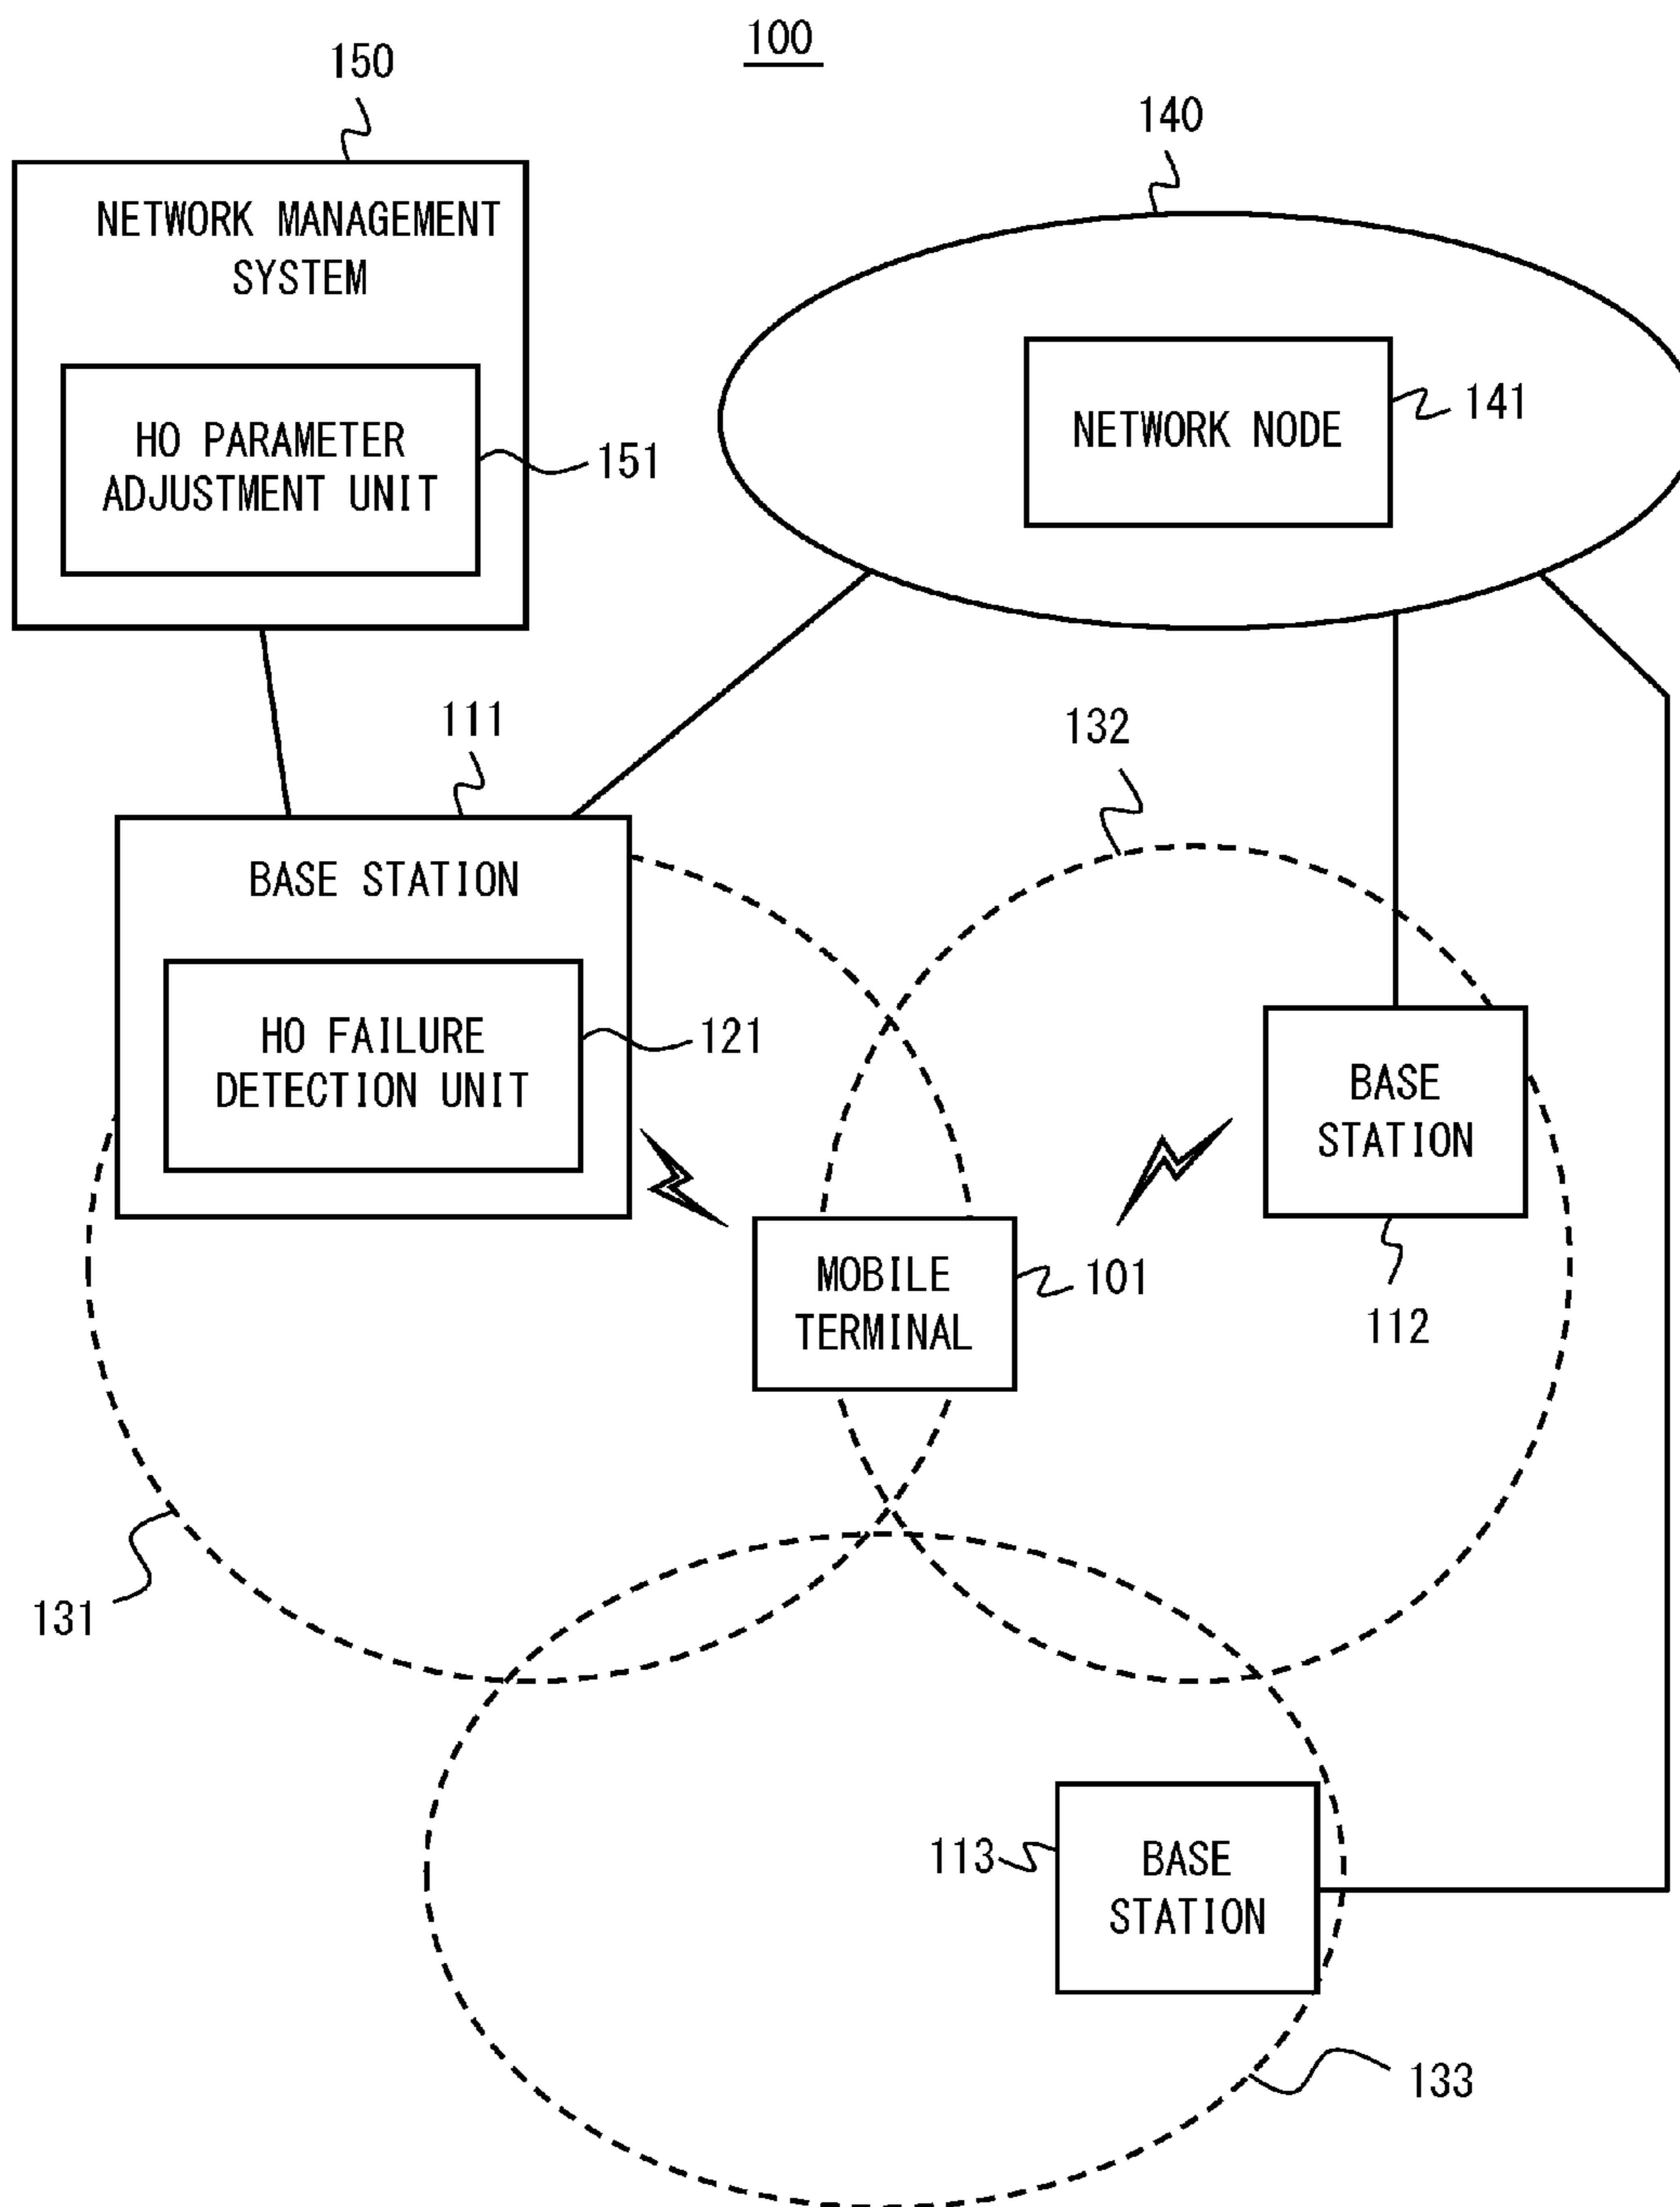 100
150
140
NETWORK MANAGEMENT
SYSTEM
HO PARAMETER
ADJUSTMENT UNIT
151
NETWORK NODE
141
111
132
BASE STATION
HO FAILURE
DETECTION UNIT
121
BASE
STATION
112
MOBILE
TERMINAL
101
131
113
BASE
STATION
133